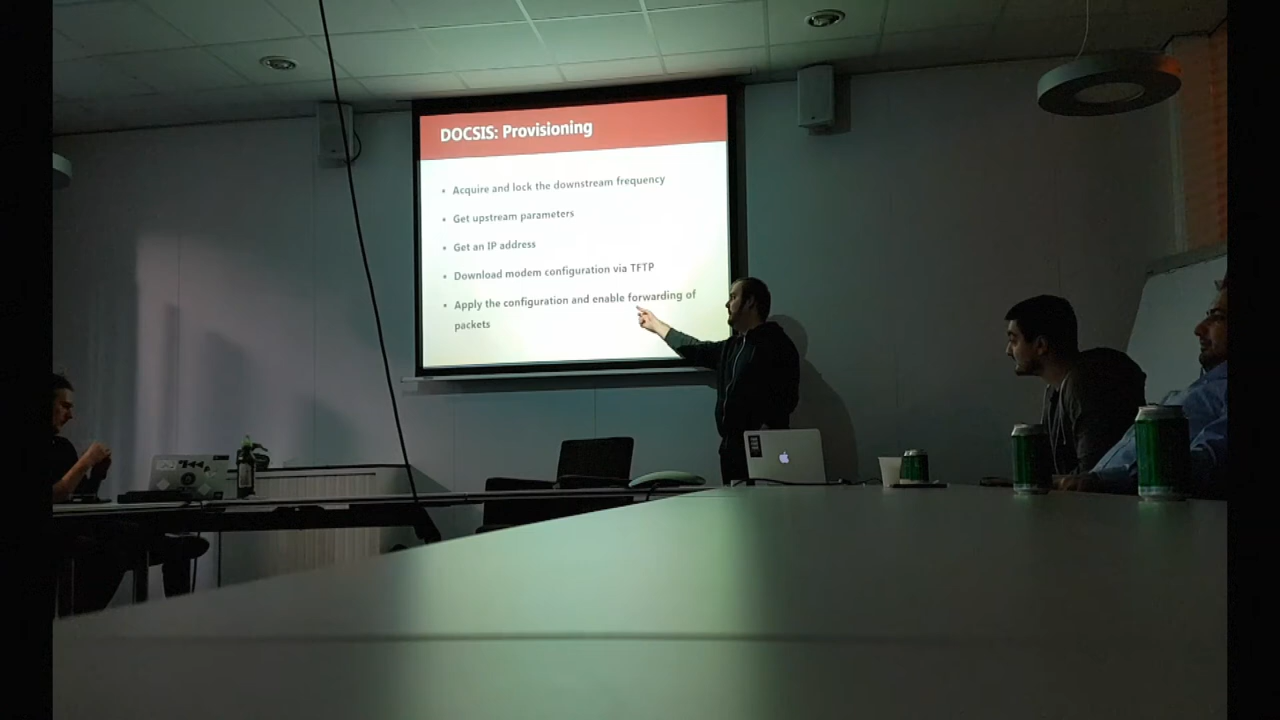 DOCSIS: Provisioning
• Acquire and lock the downstream frequency
• Get upstream parameters
• Get an IP address
• Download modem configuration via TFTP
• Apply the configuration and enable forwarding of
packets